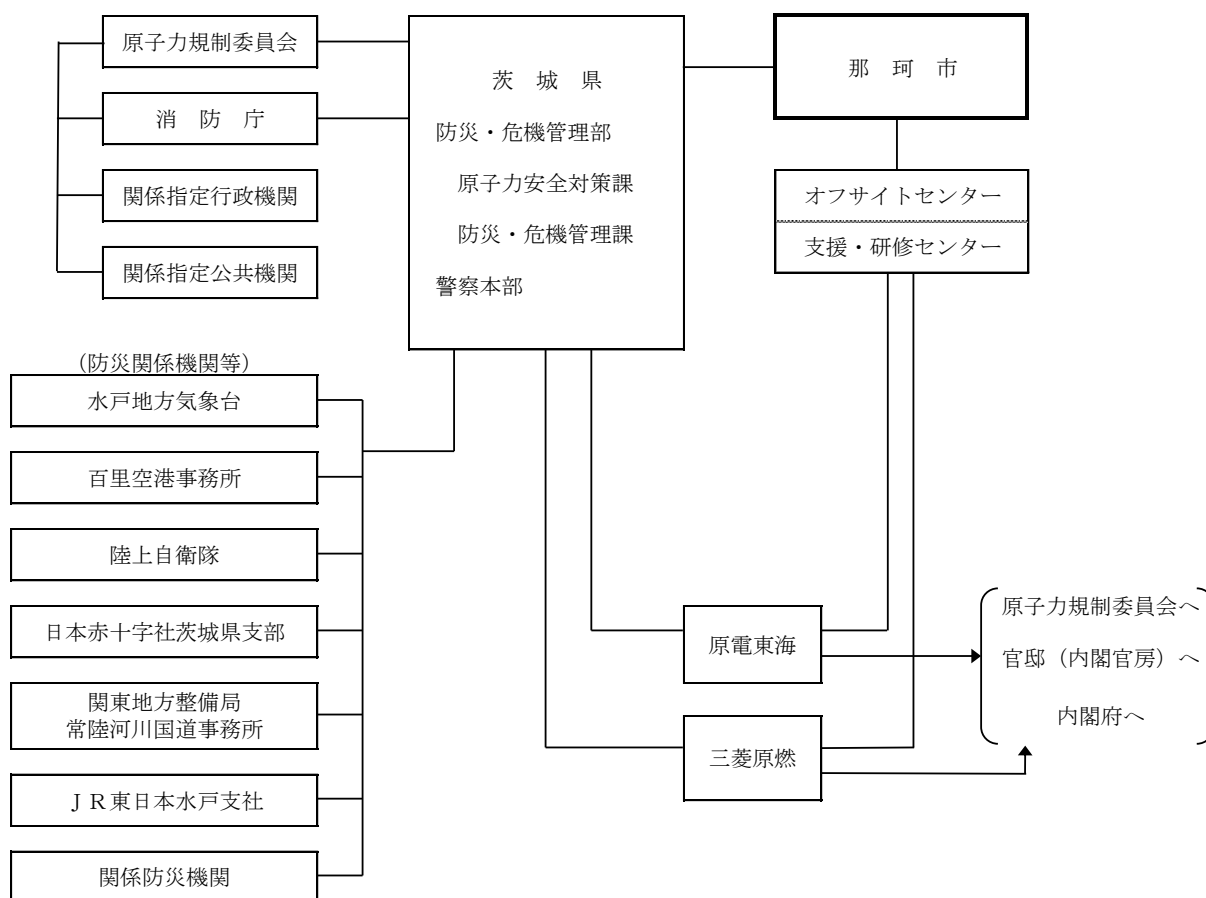 原子力規制委員会
消 防 庁
関係指定行政機関
関係指定公共機関
茨 城 県
防災・危機管理部
原子力安全対策課
防災・危機管理課
警察本部
那 珂 市
オフサイトセンター
支援・研修センター
(防災関係機関等)
水戸地方気象台
百里空港事務所
陸上自衛隊
日本赤十字社茨城県支部
関東地方整備局
常陸河川国道事務所
ＪＲ東日本水戸支社
関係防災機関
原電東海
三菱原燃
原子力規制委員会へ
官邸（内閣官房）へ
内閣府へ